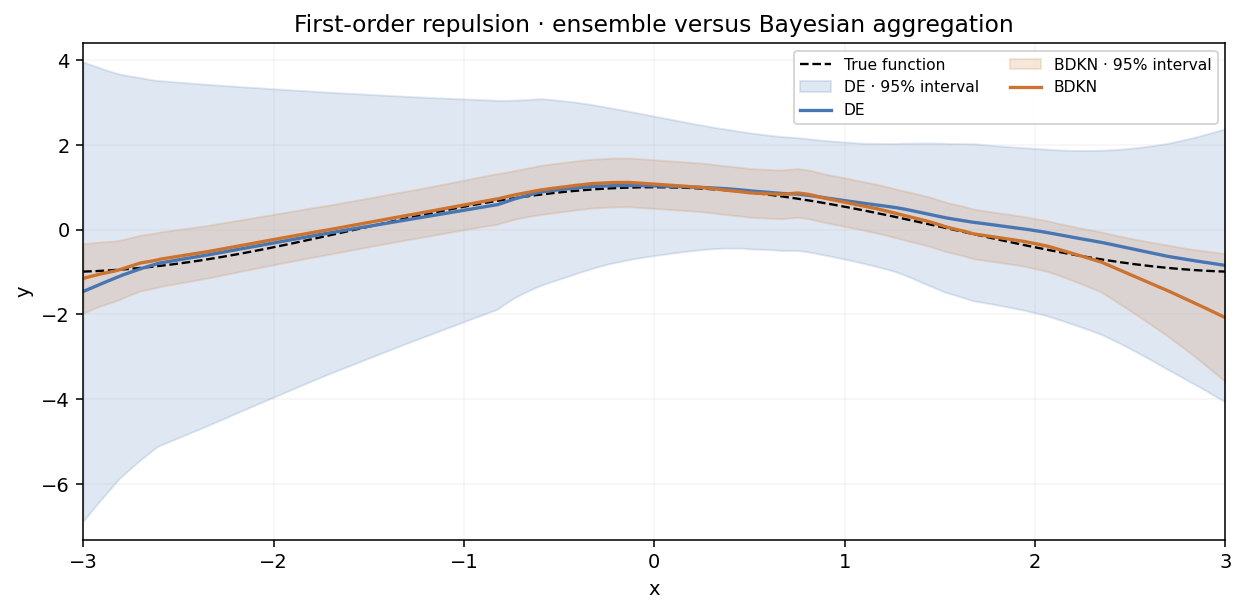 First-order repulsion · ensemble versus Bayesian aggregation
True function
DE · 95% interval
DE
BDKN · 95% interval
BDKN
4
2
0
−2
−4
−6
y
−3
−2
−1
0
1
2
3
x